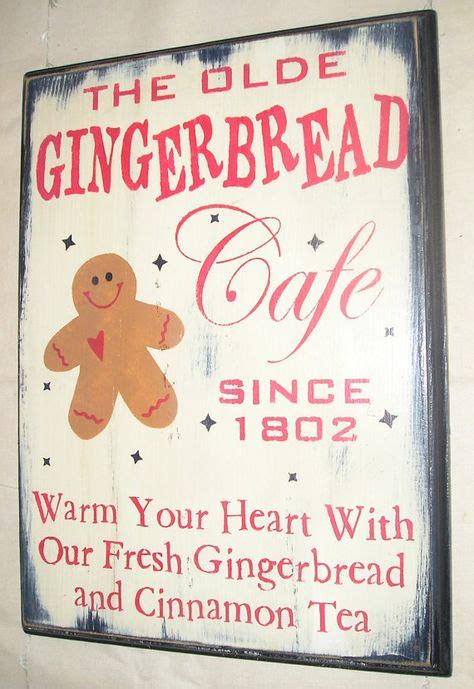 THE OLDE
GINGERBREAD
Cafe
SINCE
1802
Warm Your Heart With
Our Fresh Gingerbread
and Cinnamon Tea